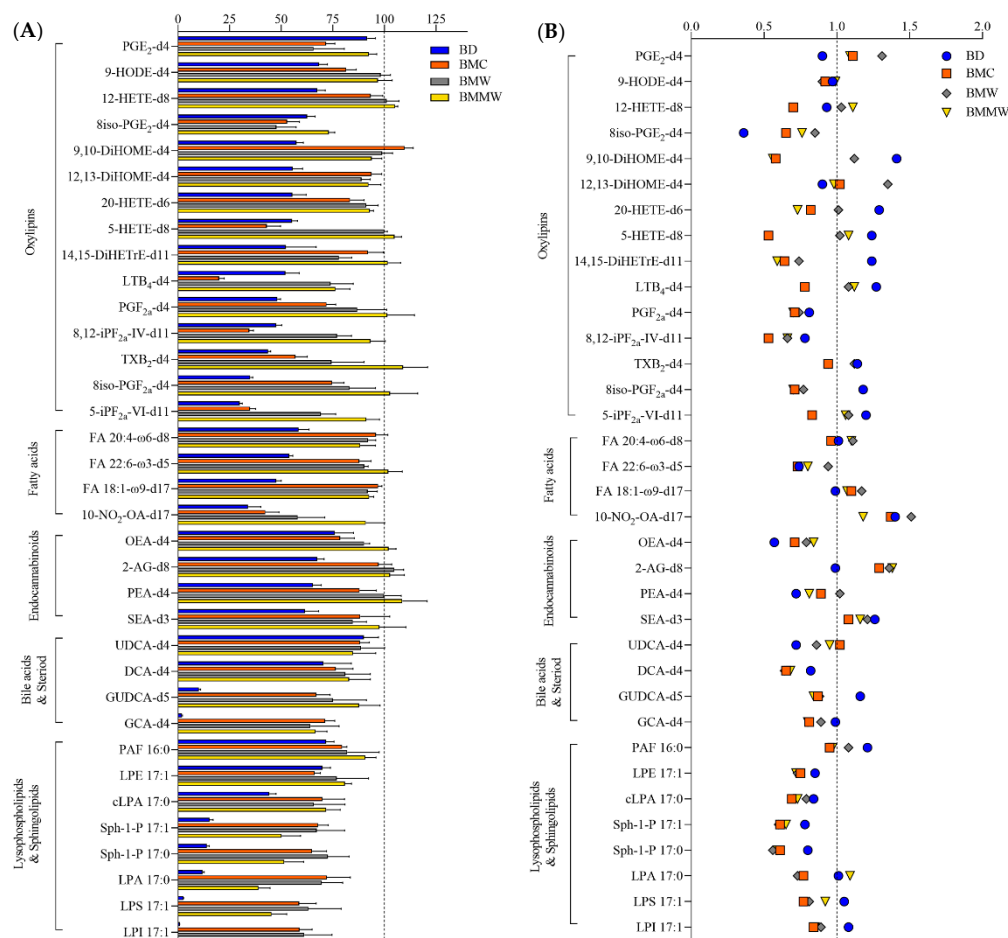 (A)
0 25 50 75 100 125
BD
BMC
BMW
BMMW
Oxylipins
PGE₂-d4
9-HODE-d4
12-HETE-d8
8iso-PGE₂-d4
9,10-DiHOME-d4
12,13-DiHOME-d4
20-HETE-d6
5-HETE-d8
14,15-DiHETrE-d11
LTB₄-d4
PGF₂ₐ-d4
8,12-iPF₂ₐ-IV-d11
TXB₂-d4
8iso-PGF₂ₐ-d4
5-iPF₂ₐ-VI-d11
Fatty acids
FA 20:4-ω6-d8
FA 22:6-ω3-d5
FA 18:1-ω9-d17
10-NO₂-OA-d17
Endocannabinoids
OEA-d4
2-AG-d8
PEA-d4
SEA-d3
Bile acids
& Steriod
UDCA-d4
DCA-d4
GUDCA-d5
GCA-d4
Lysophospholipids
& Sphingolipids
PAF 16:0
LPE 17:1
cLPA 17:0
Sph-1-P 17:1
Sph-1-P 17:0
LPA 17:0
LPS 17:1
LPI 17:1
(B)
0.0 0.5 1.0 1.5 2.0
BD
BMC
BMW
BMMW
Oxylipins
PGE₂-d4
9-HODE-d4
12-HETE-d8
8iso-PGE₂-d4
9,10-DiHOME-d4
12,13-DiHOME-d4
20-HETE-d6
5-HETE-d8
14,15-DiHETrE-d11
LTB₄-d4
PGF₂ₐ-d4
8,12-iPF₂ₐ-IV-d11
TXB₂-d4
8iso-PGF₂ₐ-d4
5-iPF₂ₐ-VI-d11
Fatty acids
FA 20:4-ω6-d8
FA 22:6-ω3-d5
FA 18:1-ω9-d17
10-NO₂-OA-d17
Endocannabinoids
OEA-d4
2-AG-d8
PEA-d4
SEA-d3
Bile acids
& Steriod
UDCA-d4
DCA-d4
GUDCA-d5
GCA-d4
Lysophospholipids
& Sphingolipids
PAF 16:0
LPE 17:1
cLPA 17:0
Sph-1-P 17:1
Sph-1-P 17:0
LPA 17:0
LPS 17:1
LPI 17:1